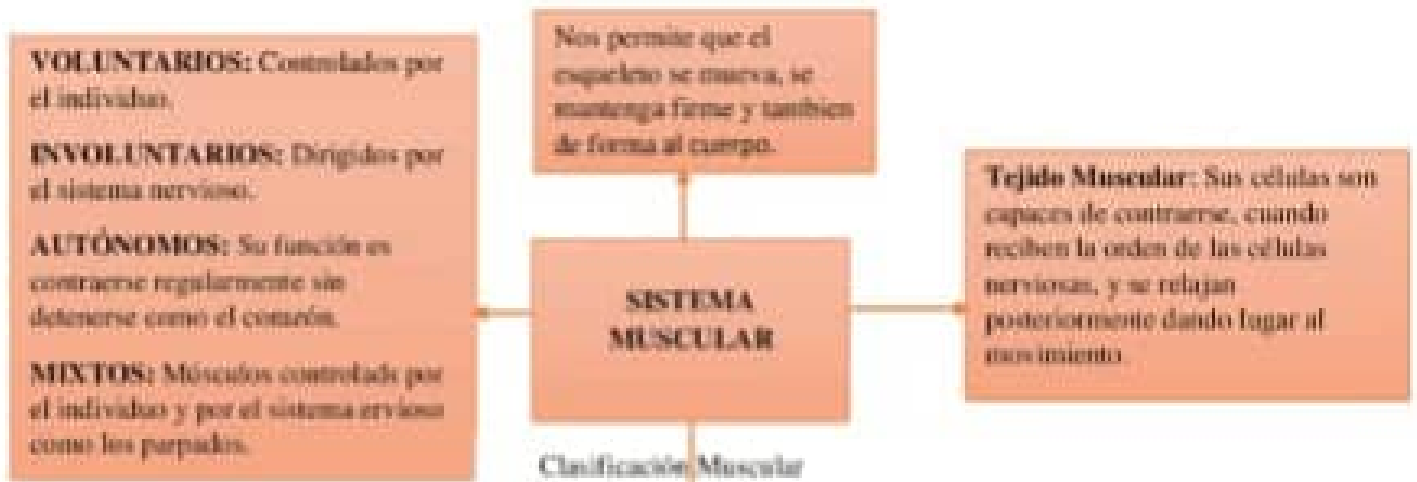 VOLUNTARIOS: Controlados por
el individuo.
INVOLUNTARIOS: Dirigidos por
el sistema nervioso.
AUTÓNOMOS: Su función es
contraerse regularmente sin
detenerse como el corazón.
MIXTOS: Músculos controlads por
el individuo y por el sistema ervioso
como los parpados.
Nos permite que el
esqueleto se mueva, se
mantenga firme y tambien
de forma al cuerpo.
SISTEMA
MUSCULAR
Tejido Muscular: Sus células son
capaces de contraerse, cuando
reciben la orden de las células
nerviosas, y se relajan
posteriormente dando lugar al
movimiento.
Clasificación Muscular